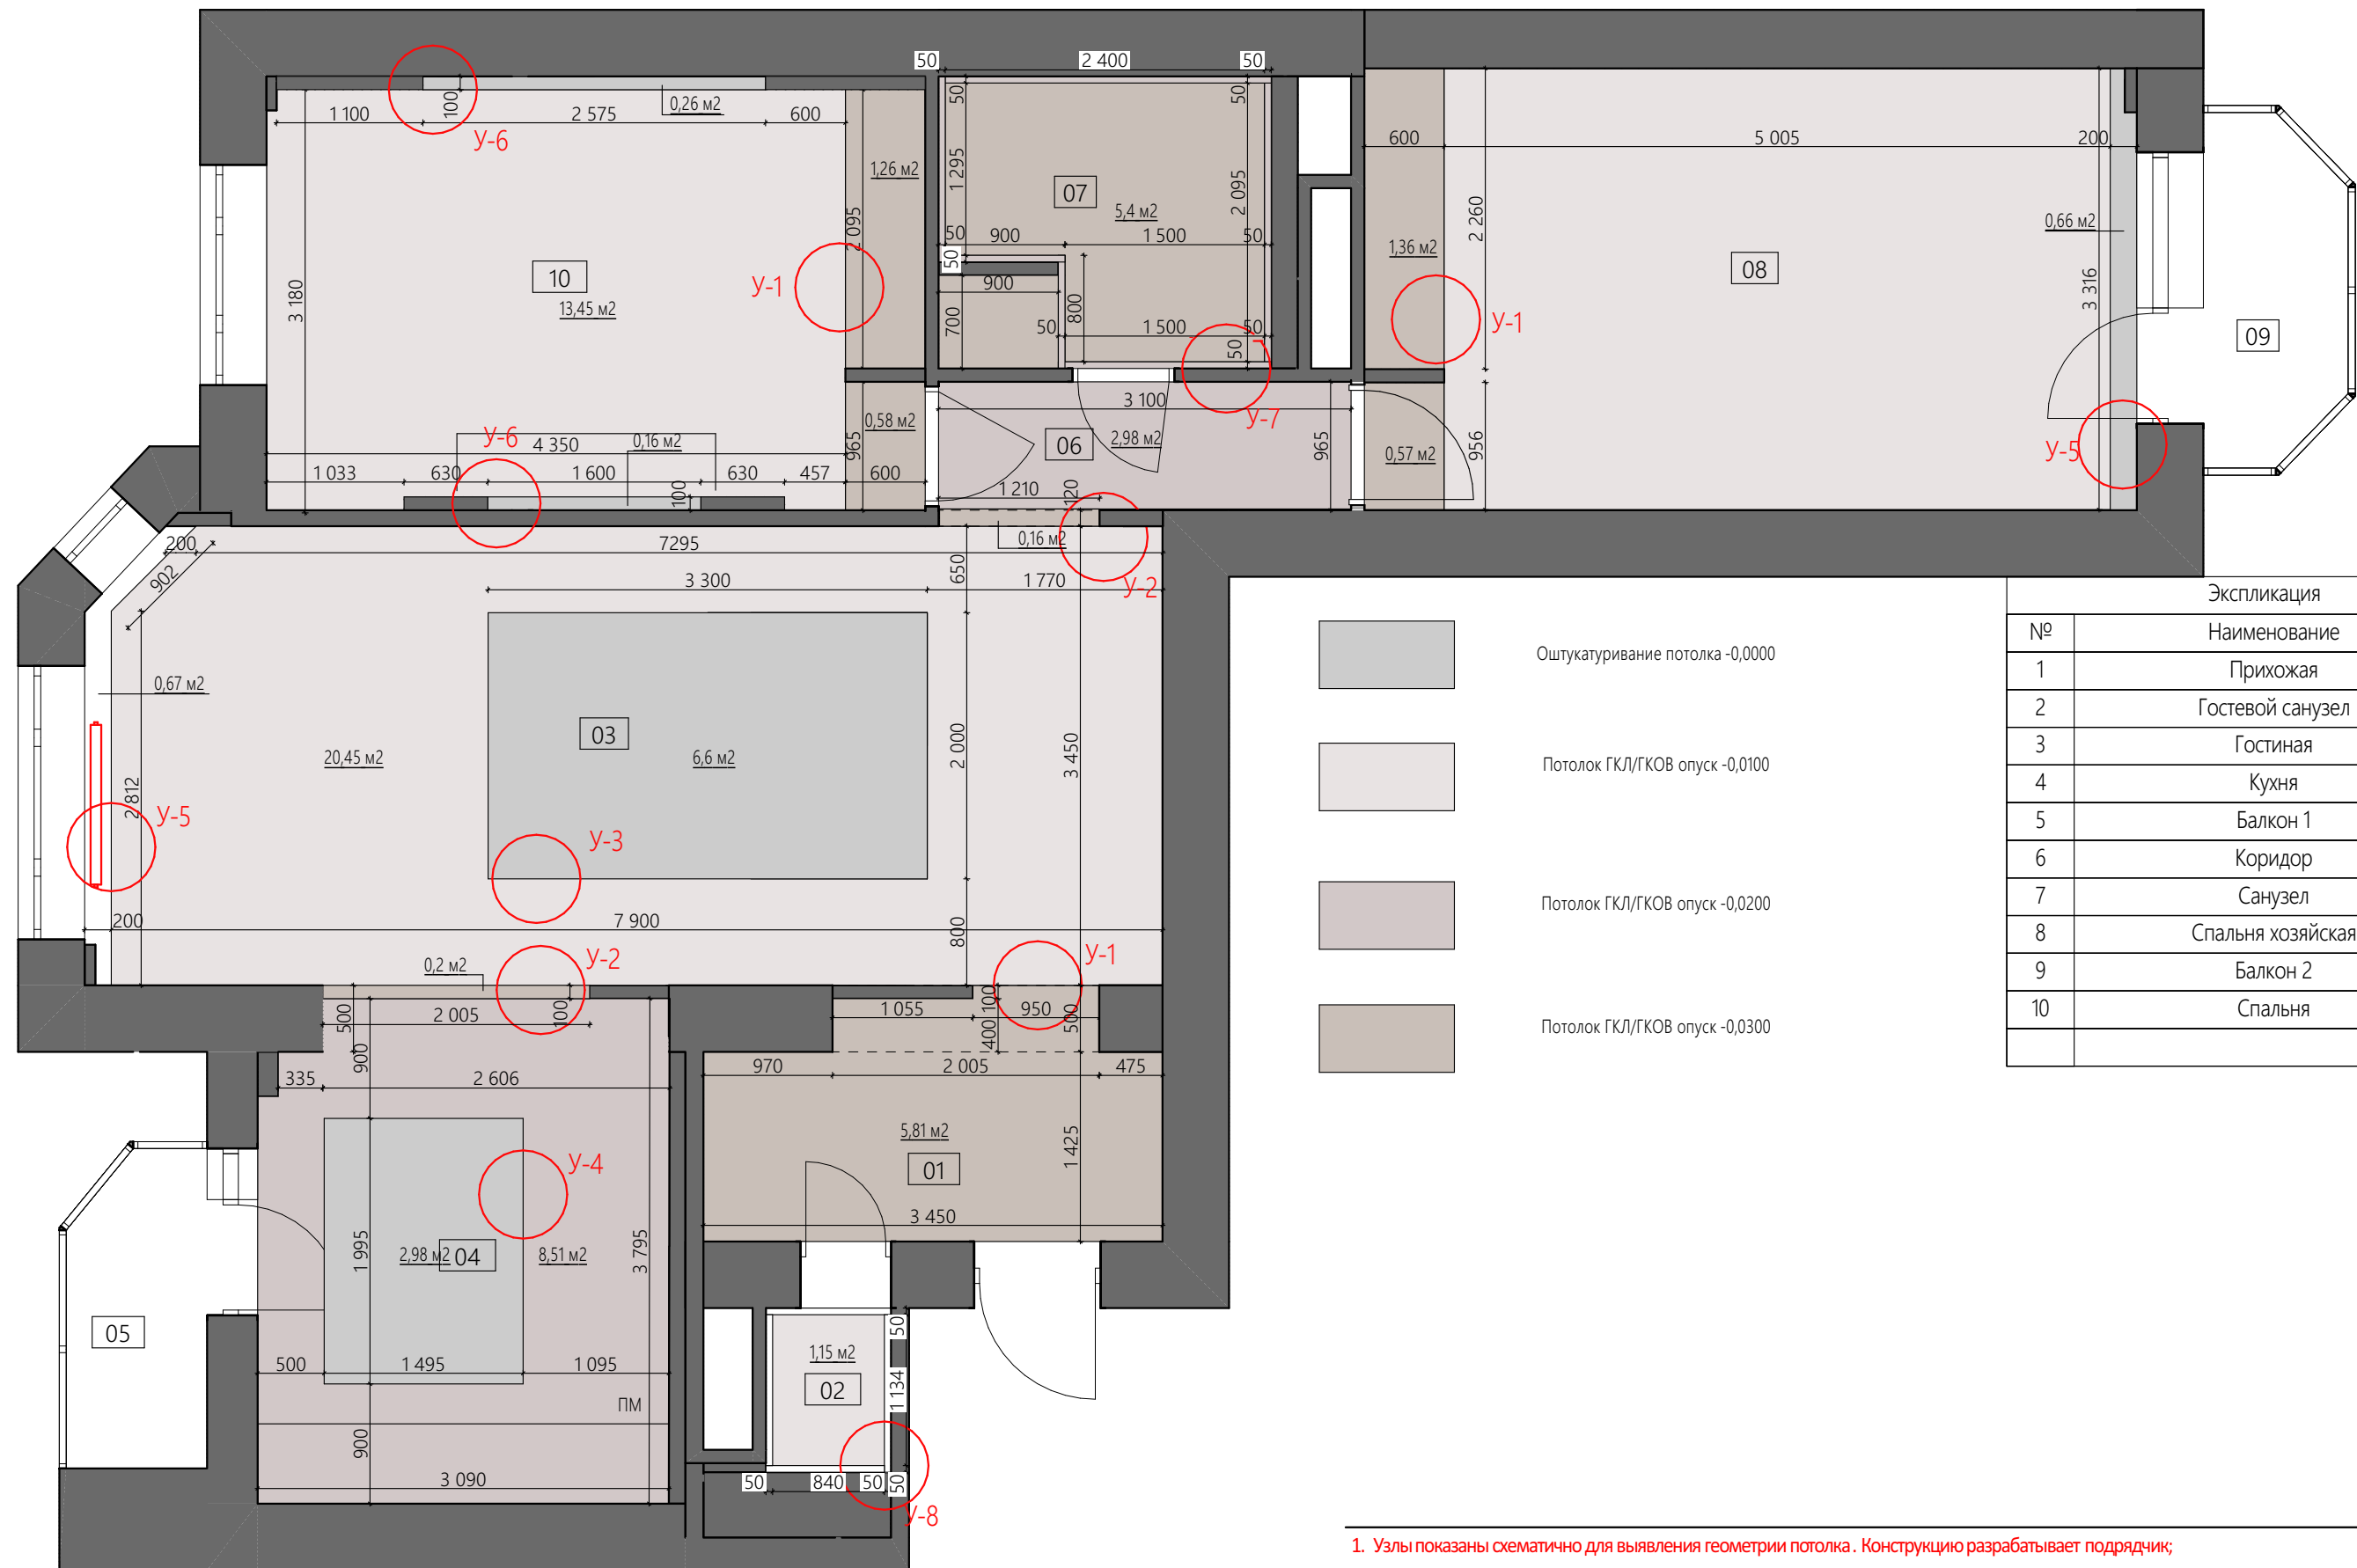 50
2 400
50
50
50
1 100
100
2 575
0,26 м2
600
У-6
1,26 м2
1 295
07
5,4 м2
2 095
2 095
50
900
1 500
50
50
900
700
50
800
1 500
50
50
У-1
10
13,45 м2
3 180
У-7
600
5 005
200
1,36 м2
2 260
0,66 м2
08
3 316
У-1
09
У-5
3 100
06
2,98 м2
965
965
0,58 м2
0,57 м2
956
У-6
4 350
0,16 м2
1 033
630
1 600
630
457
600
100
1 210
120
0,16 м2
У-2
200
7295
902
650
3 300
1 770
0,67 м2
03
20,45 м2
6,6 м2
2 000
3 450
2 812
У-5
У-3
200
7 900
800
0,2 м2
У-2
У-1
500
2 005
100
1 055
100
950
400
500
900
335
2 606
970
2 005
475
5,81 м2
01
1 425
3 450
У-4
1 995
2,98 м2
04
8,51 м2
3 795
05
500
1 495
1 095
ПМ
900
3 090
50
1,15 м2
02
1 134
50
840
50
50
У-8
Оштукатуривание потолка -0,0000
Потолок ГКЛ/ГКОВ опуск -0,0100
Потолок ГКЛ/ГКОВ опуск -0,0200
Потолок ГКЛ/ГКОВ опуск -0,0300
Экспликация
№ Наименование
1 Прихожая
2 Гостевой санузел
3 Гостиная
4 Кухня
5 Балкон 1
6 Коридор
7 Санузел
8 Спальня хозяйская
9 Балкон 2
10 Спальня
1. Узлы показаны схематично для выявления геометрии потолка. Конструкцию разрабатывает подрядчик;